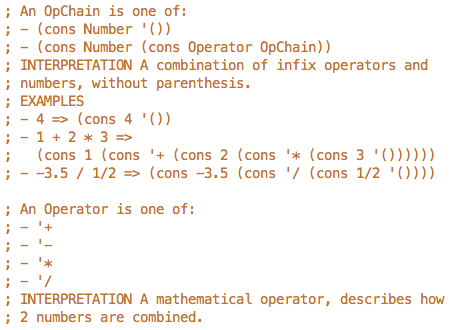 ; An OpChain is one of:
; - (cons Number '())
; - (cons Number (cons Operator OpChain))
; INTERPRETATION A combination of infix operators and
; numbers, without parenthesis.
; EXAMPLES
; - 4 => (cons 4 '())
; - 1 + 2 * 3 =>
;   (cons 1 (cons '+ (cons 2 (cons '* (cons 3 '())))))
; - -3.5 / 1/2 => (cons -3.5 (cons '/ (cons 1/2 '())))

; An Operator is one of:
; - '+
; - '-
; - '*
; - '/
; INTERPRETATION A mathematical operator, describes how
; 2 numbers are combined.